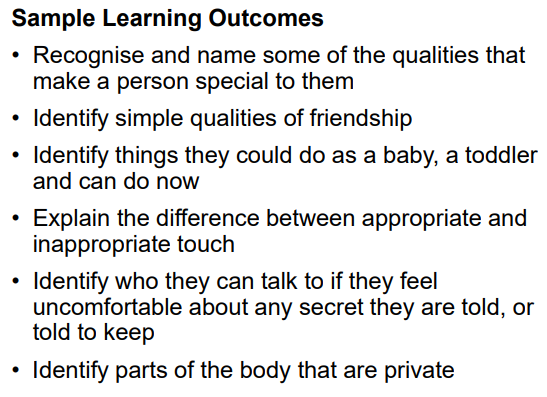 Sample Learning Outcomes
• Recognise and name some of the qualities that
make a person special to them
• Identify simple qualities of friendship
• Identify things they could do as a baby, a toddler
and can do now
• Explain the difference between appropriate and
inappropriate touch
• Identify who they can talk to if they feel
uncomfortable about any secret they are told, or
told to keep
• Identify parts of the body that are private